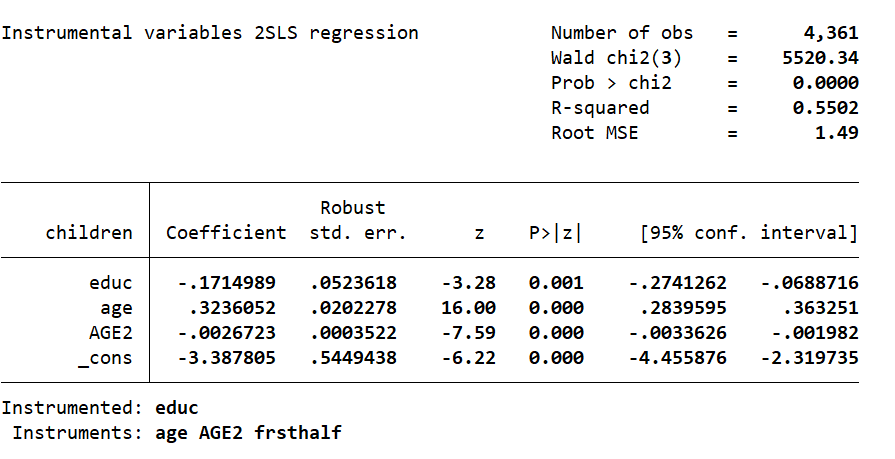 Instrumental variables 2SLS regression Number of obs = 4,361
Wald chi2(3) = 5520.34
Prob > chi2 = 0.0000
R-squared = 0.5502
Root MSE = 1.49
Robust
children Coefficient std. err. z P>|z| [95% conf. interval]
educ -.1714989 .0523618 -3.28 0.001 -.2741262 -.0688716
age .3236052 .0202278 16.00 0.000 .2839595 .363251
AGE2 -.0026723 .0003522 -7.59 0.000 -.0033626 -.001982
_cons -3.387805 .5449438 -6.22 0.000 -4.455876 -2.319735
Instrumented: educ
Instruments: age AGE2 frsthalf